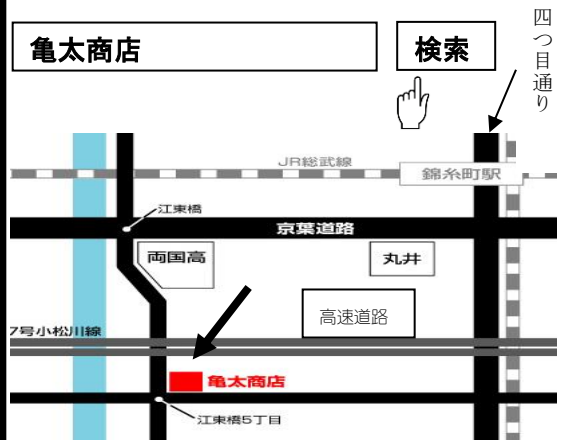 亀太商店
検索
四つ目通り
JR総武線
錦糸町駅
江東橋
京葉道路
両国高
丸井
高速道路
7号小松川線
亀太商店
江東橋5丁目